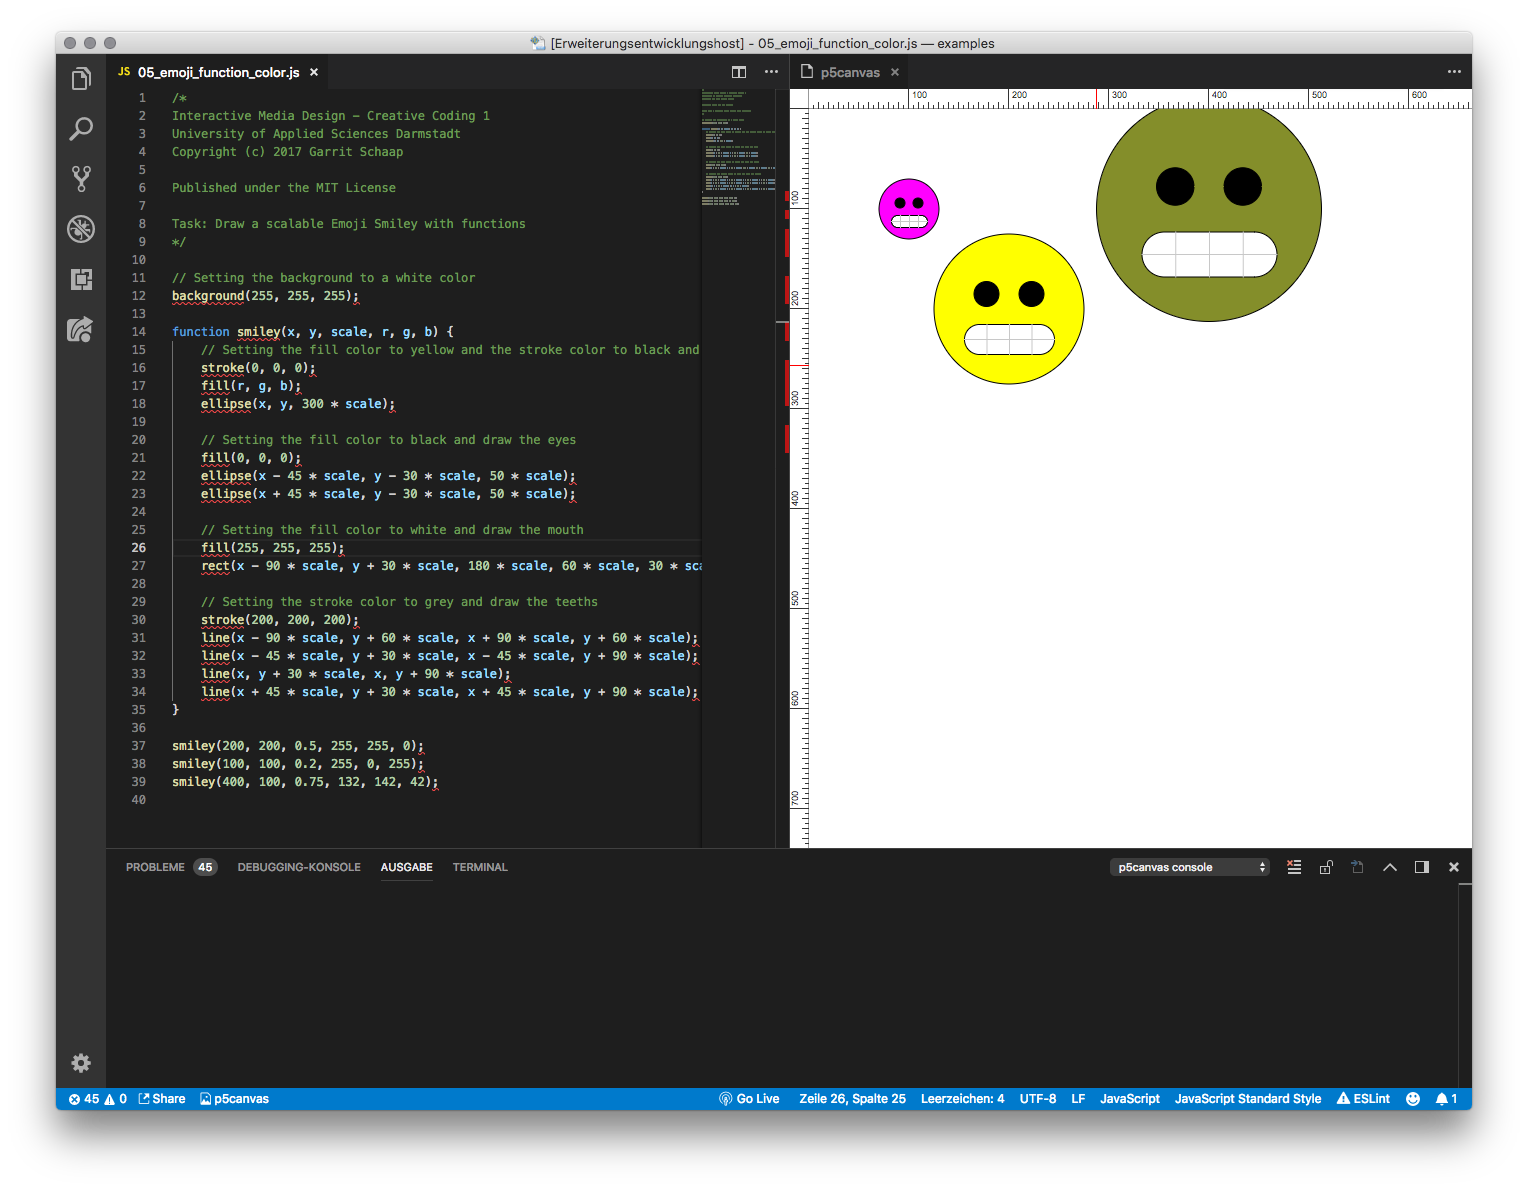 [Erweiterungsentwicklungshost] - 05_emoji_function_color.js — examples
JS 05_emoji_function_color.js ×
p5canvas ×
1 /*
2 Interactive Media Design – Creative Coding 1
3 University of Applied Sciences Darmstadt
4 Copyright (c) 2017 Garrit Schaap
5
6 Published under the MIT License
7
8 Task: Draw a scalable Emoji Smiley with functions
9 */
10
11 // Setting the background to a white color
12 background(255, 255, 255);
13
14 function smiley(x, y, scale, r, g, b) {
15 // Setting the fill color to yellow and the stroke color to black and
16 stroke(0, 0, 0);
17 fill(r, g, b);
18 ellipse(x, y, 300 * scale);
19
20 // Setting the fill color to black and draw the eyes
21 fill(0, 0, 0);
22 ellipse(x - 45 * scale, y - 30 * scale, 50 * scale);
23 ellipse(x + 45 * scale, y - 30 * scale, 50 * scale);
24
25 // Setting the fill color to white and draw the mouth
26 fill(255, 255, 255);
27 rect(x - 90 * scale, y + 30 * scale, 180 * scale, 60 * scale, 30 * sca
28
29 // Setting the stroke color to grey and draw the teeths
30 stroke(200, 200, 200);
31 line(x - 90 * scale, y + 60 * scale, x + 90 * scale, y + 60 * scale);
32 line(x - 45 * scale, y + 30 * scale, x - 45 * scale, y + 90 * scale);
33 line(x, y + 30 * scale, x, y + 90 * scale);
34 line(x + 45 * scale, y + 30 * scale, x + 45 * scale, y + 90 * scale);
35 }
36
37 smiley(200, 200, 0.5, 255, 255, 0);
38 smiley(100, 100, 0.2, 255, 0, 255);
39 smiley(400, 100, 0.75, 132, 142, 42);
40
100 200 300 400 500 600
100
200
300
400
500
600
700
PROBLEME 45 DEBUGGING-KONSOLE AUSGABE TERMINAL
p5canvas console
45 0 Share p5canvas
Go Live Zeile 26, Spalte 25 Leerzeichen: 4 UTF-8 LF JavaScript JavaScript Standard Style ESLint 1